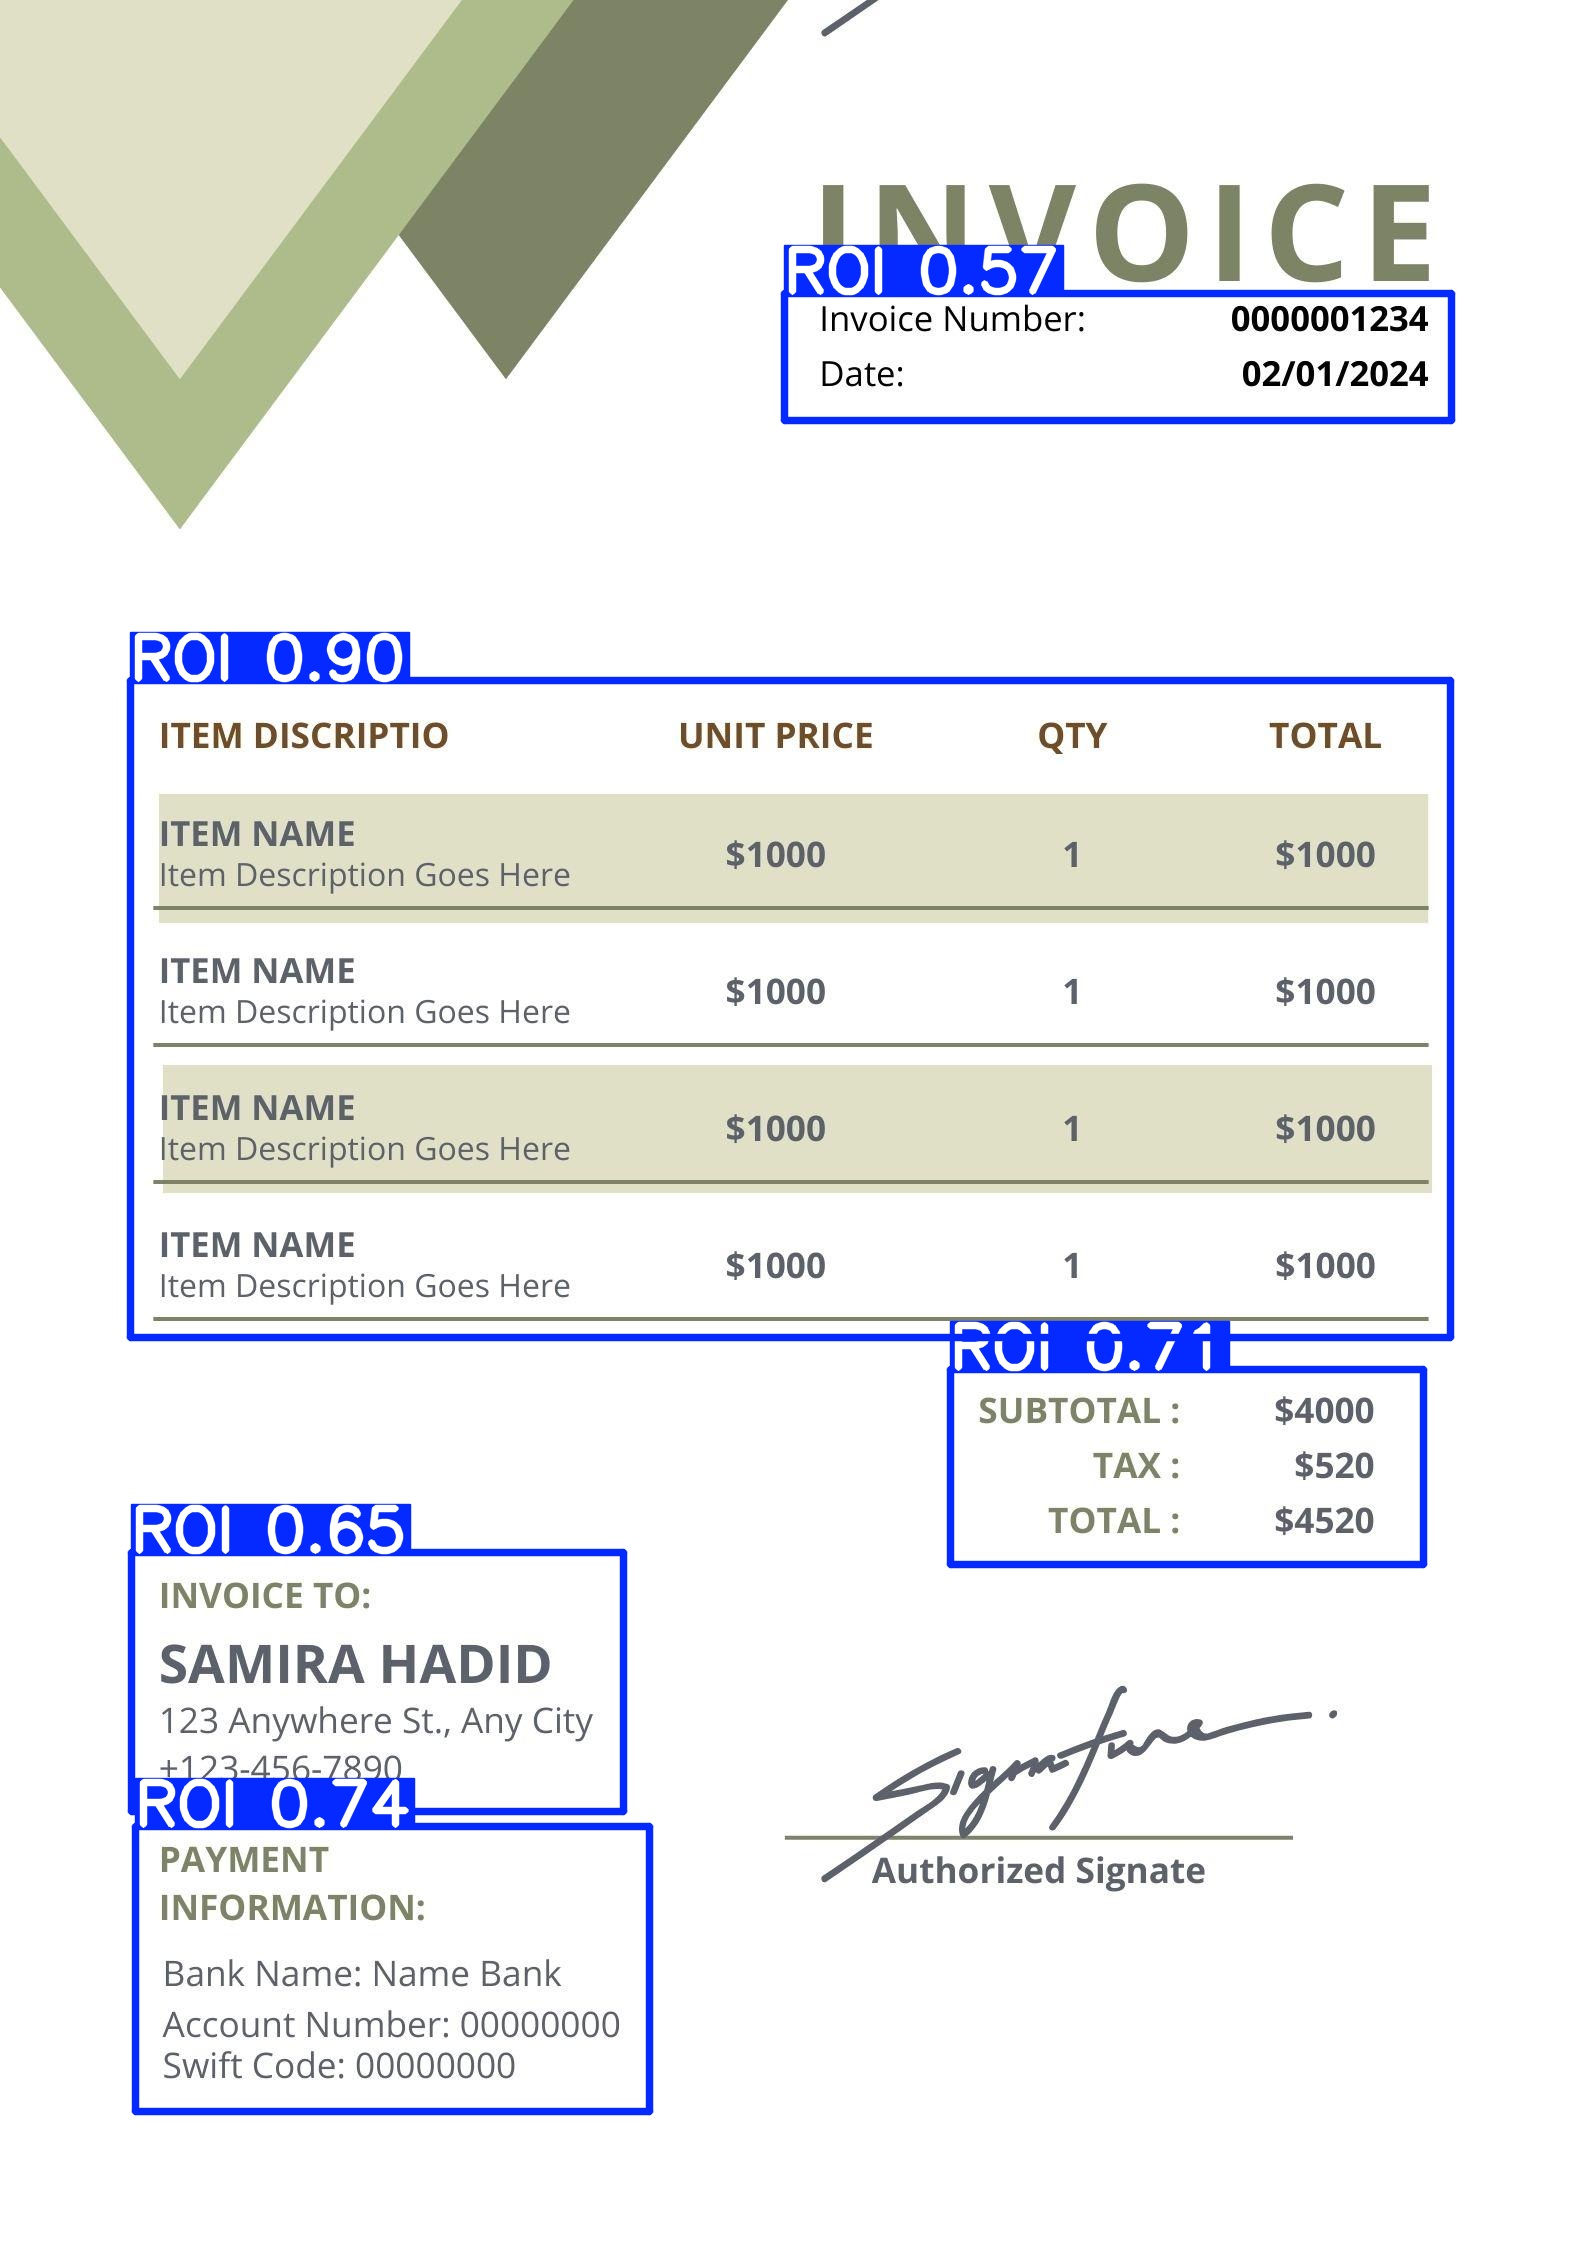 INVOICE
ROI 0.57
Invoice Number: 0000001234
Date: 02/01/2024
ROI 0.90
ITEM DISCRIPTIO UNIT PRICE QTY TOTAL
ITEM NAME
Item Description Goes Here $1000 1 $1000
ITEM NAME
Item Description Goes Here $1000 1 $1000
ITEM NAME
Item Description Goes Here $1000 1 $1000
ITEM NAME
Item Description Goes Here $1000 1 $1000
ROI 0.71
SUBTOTAL : $4000
TAX : $520
TOTAL : $4520
ROI 0.65
INVOICE TO:
SAMIRA HADID
123 Anywhere St., Any City
+123-456-7890
ROI 0.74
PAYMENT
INFORMATION:
Bank Name: Name Bank
Account Number: 00000000
Swift Code: 00000000
Signature
Authorized Signate